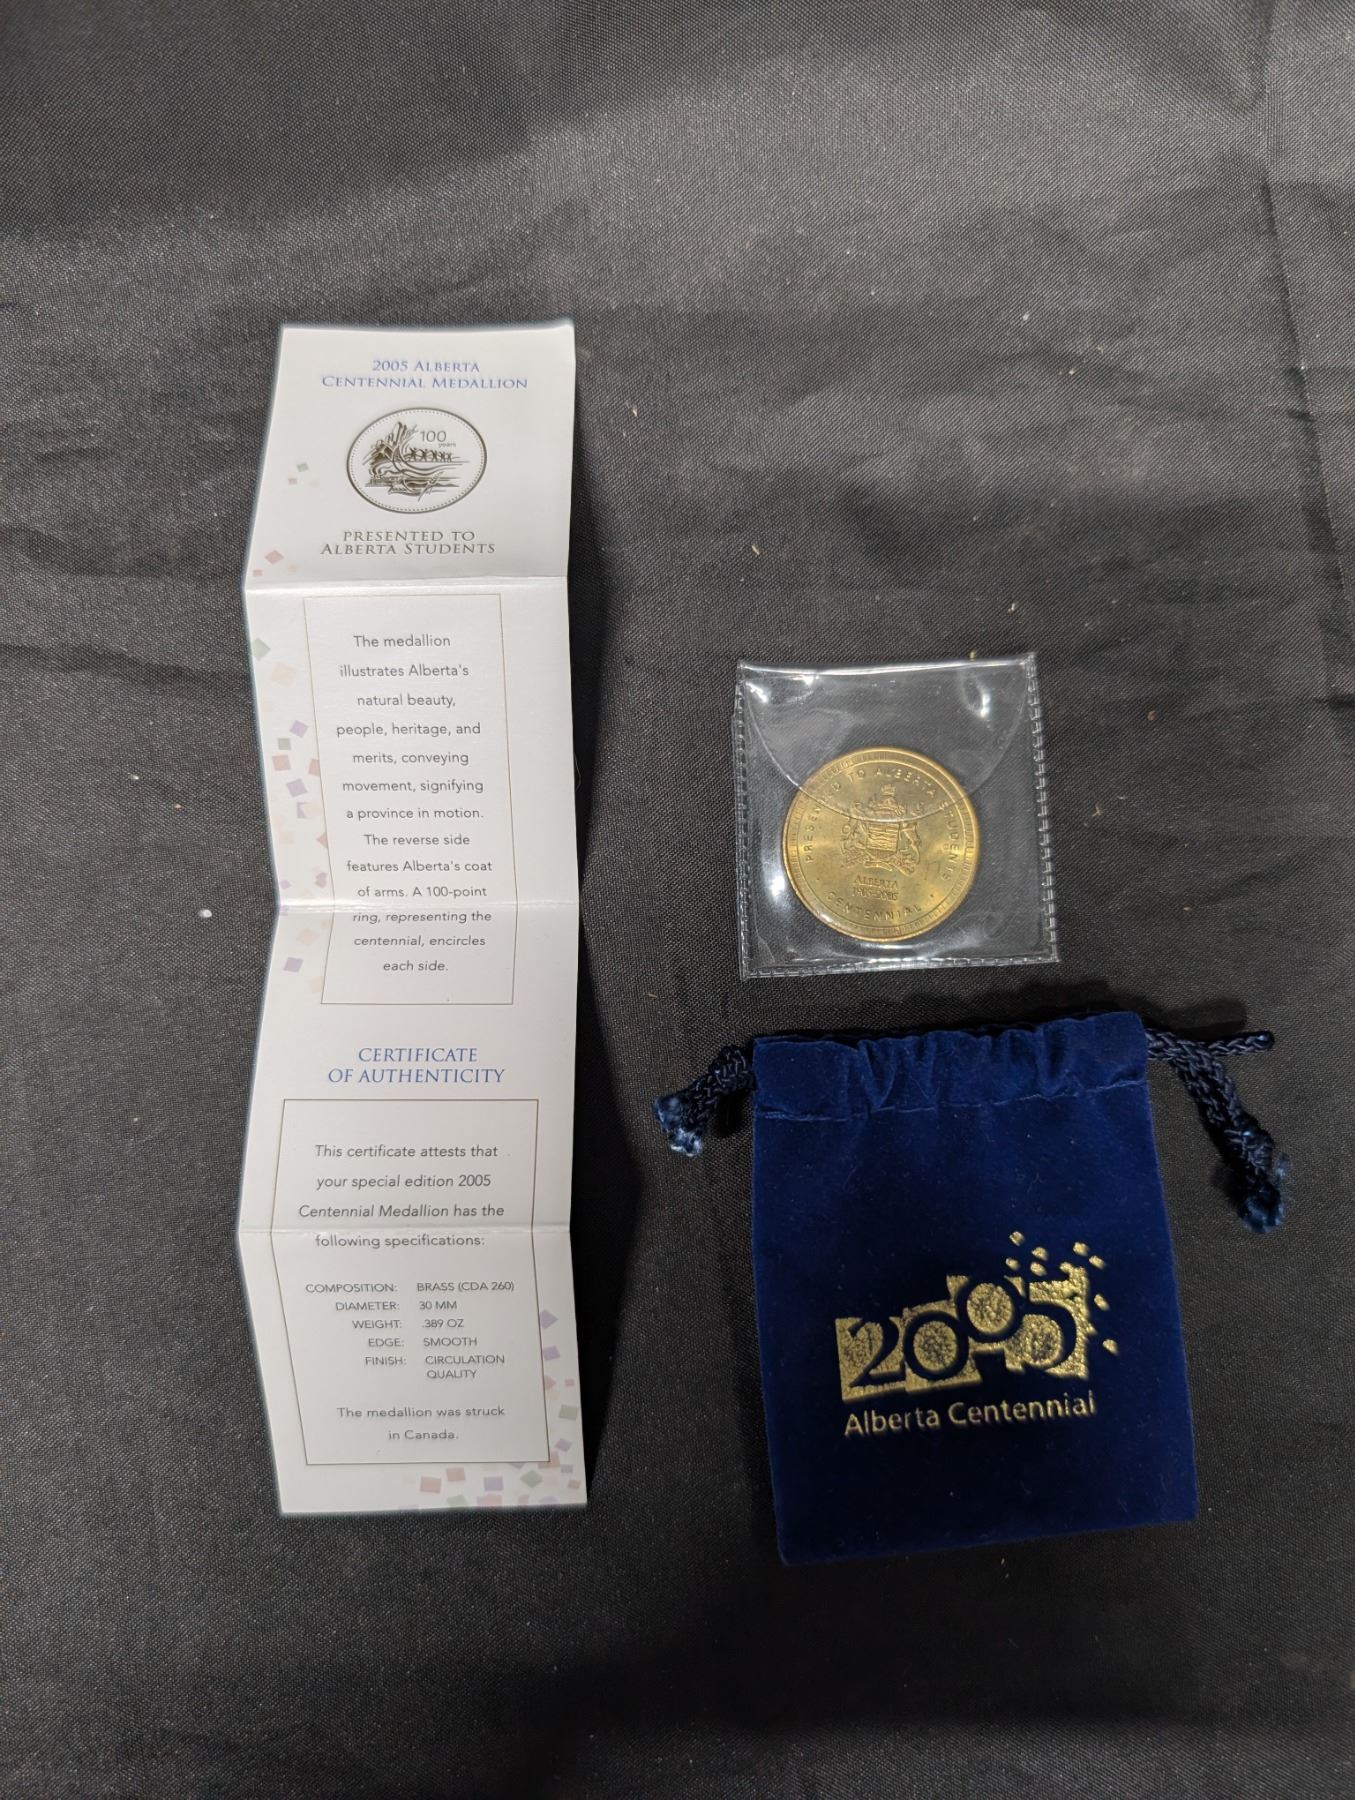 2005 ALBERTA
CENTENNIAL MEDALLION
100
years
PRESENTED TO
ALBERTA STUDENTS
The medallion
illustrates Alberta's
natural beauty,
people, heritage, and
merits, conveying
movement, signifying
a province in motion.
The reverse side
features Alberta's coat
of arms. A 100-point
ring, representing the
centennial, encircles
each side.
CERTIFICATE
OF AUTHENTICITY
This certificate attests that
your special edition 2005
Centennial Medallion has the
following specifications:
COMPOSITION: BRASS (CDA 260)
DIAMETER: 30 MM
WEIGHT: .389 OZ
EDGE: SMOOTH
FINISH: CIRCULATION
QUALITY
The medallion was struck
in Canada.
PRESENTED TO ALBERTA STUDENTS
ALBERTA
1905-2005
• CENTENNIAL •
2005
Alberta Centennial